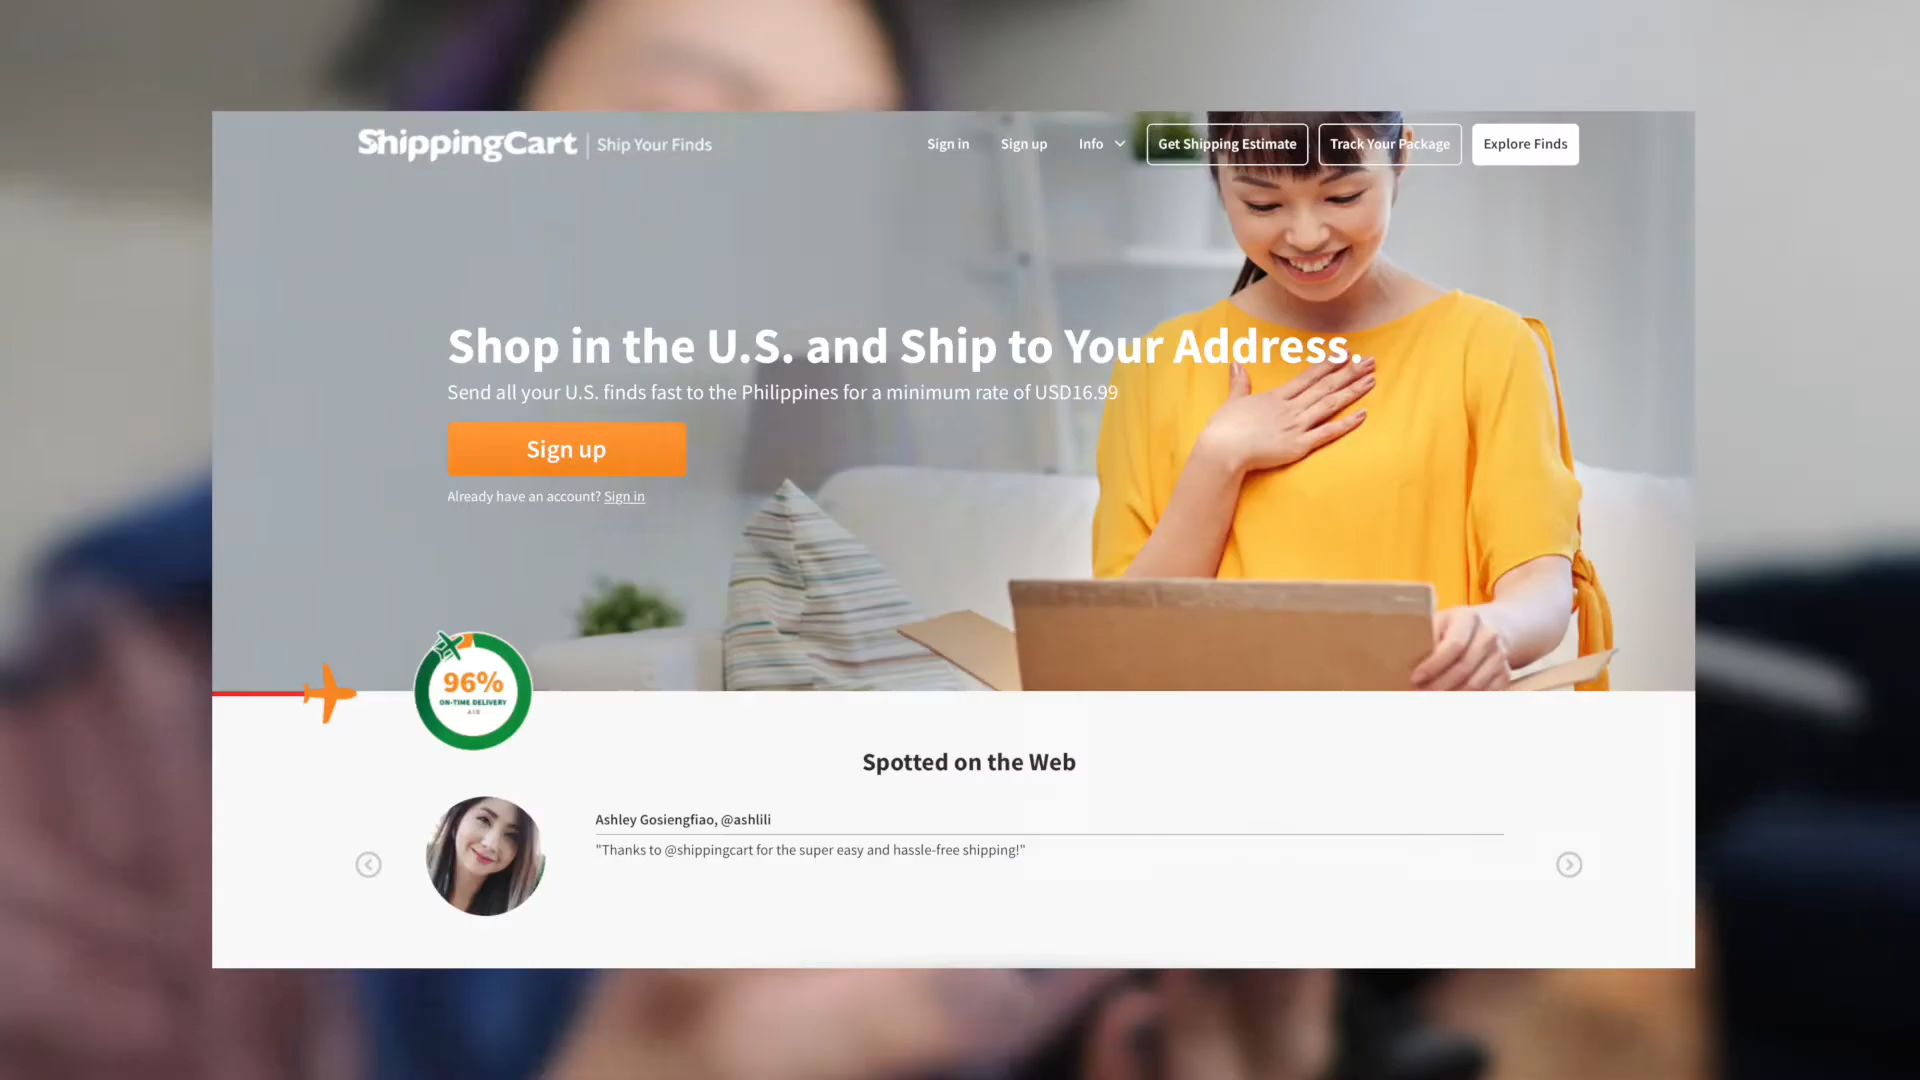 ShippingCart | Ship Your Finds
Sign in
Sign up
Info
Get Shipping Estimate
Track Your Package
Explore Finds
Shop in the U.S. and Ship to Your Address.
Send all your U.S. finds fast to the Philippines for a minimum rate of USD16.99
Sign up
Already have an account? Sign in
96%
ON-TIME DELIVERY
AIR
Spotted on the Web
Ashley Gosiengfiao, @ashlili
"Thanks to @shippingcart for the super easy and hassle-free shipping!"